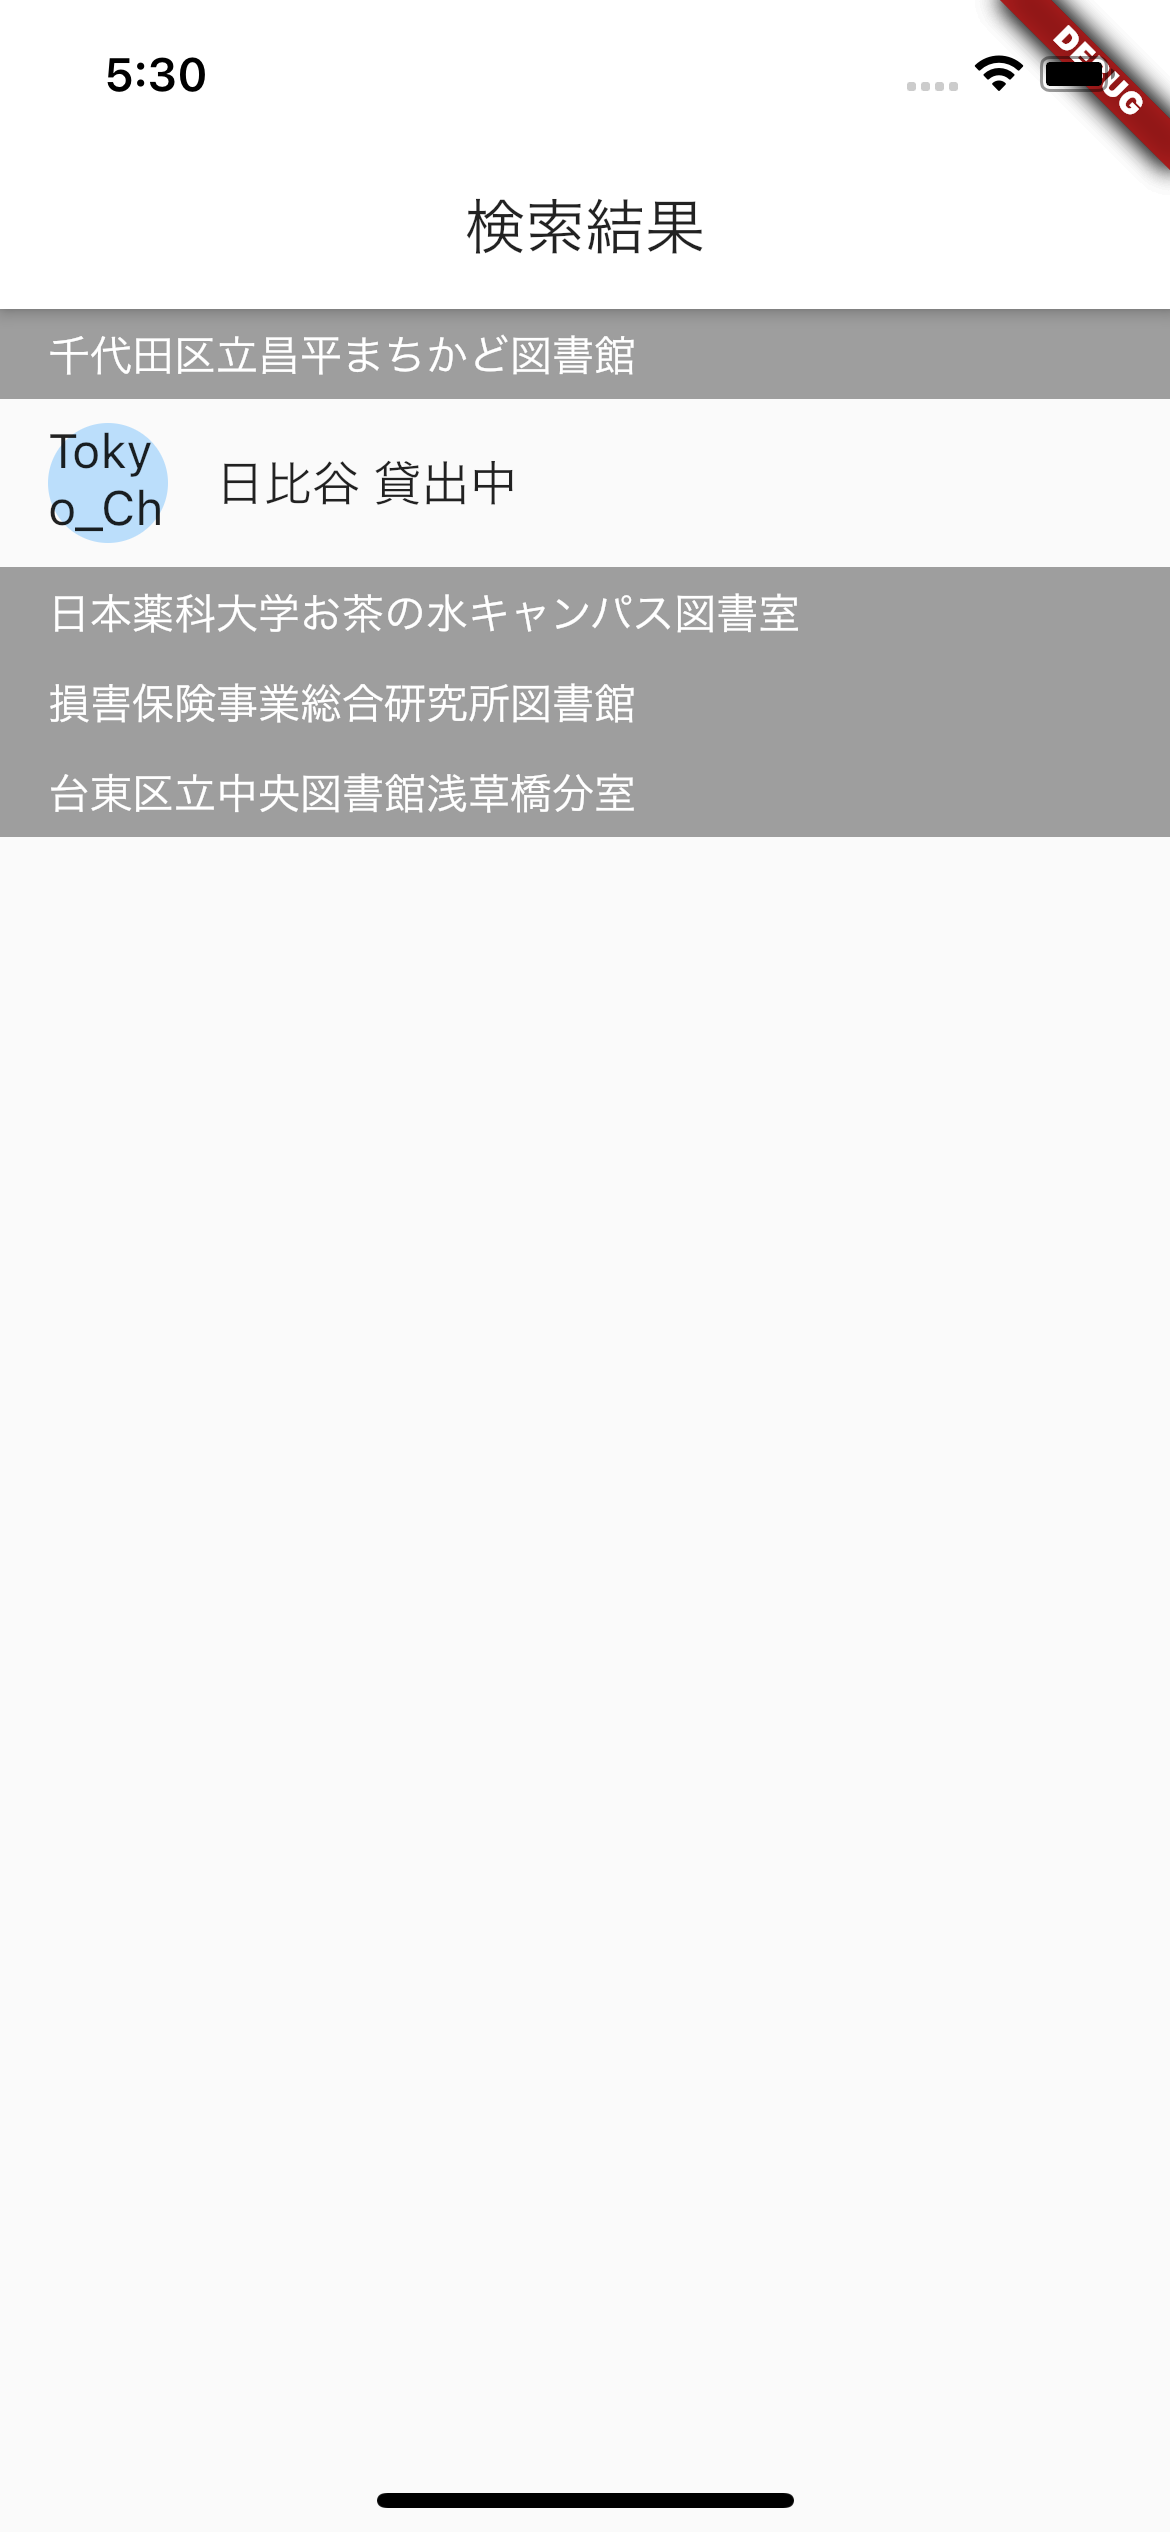 5:30
DEBUG
検索結果
千代田区立昌平まちかど図書館
Toky
o_Ch
日比谷 貸出中
日本薬科大学お茶の水キャンパス図書室
損害保険事業総合研究所図書館
台東区立中央図書館浅草橋分室